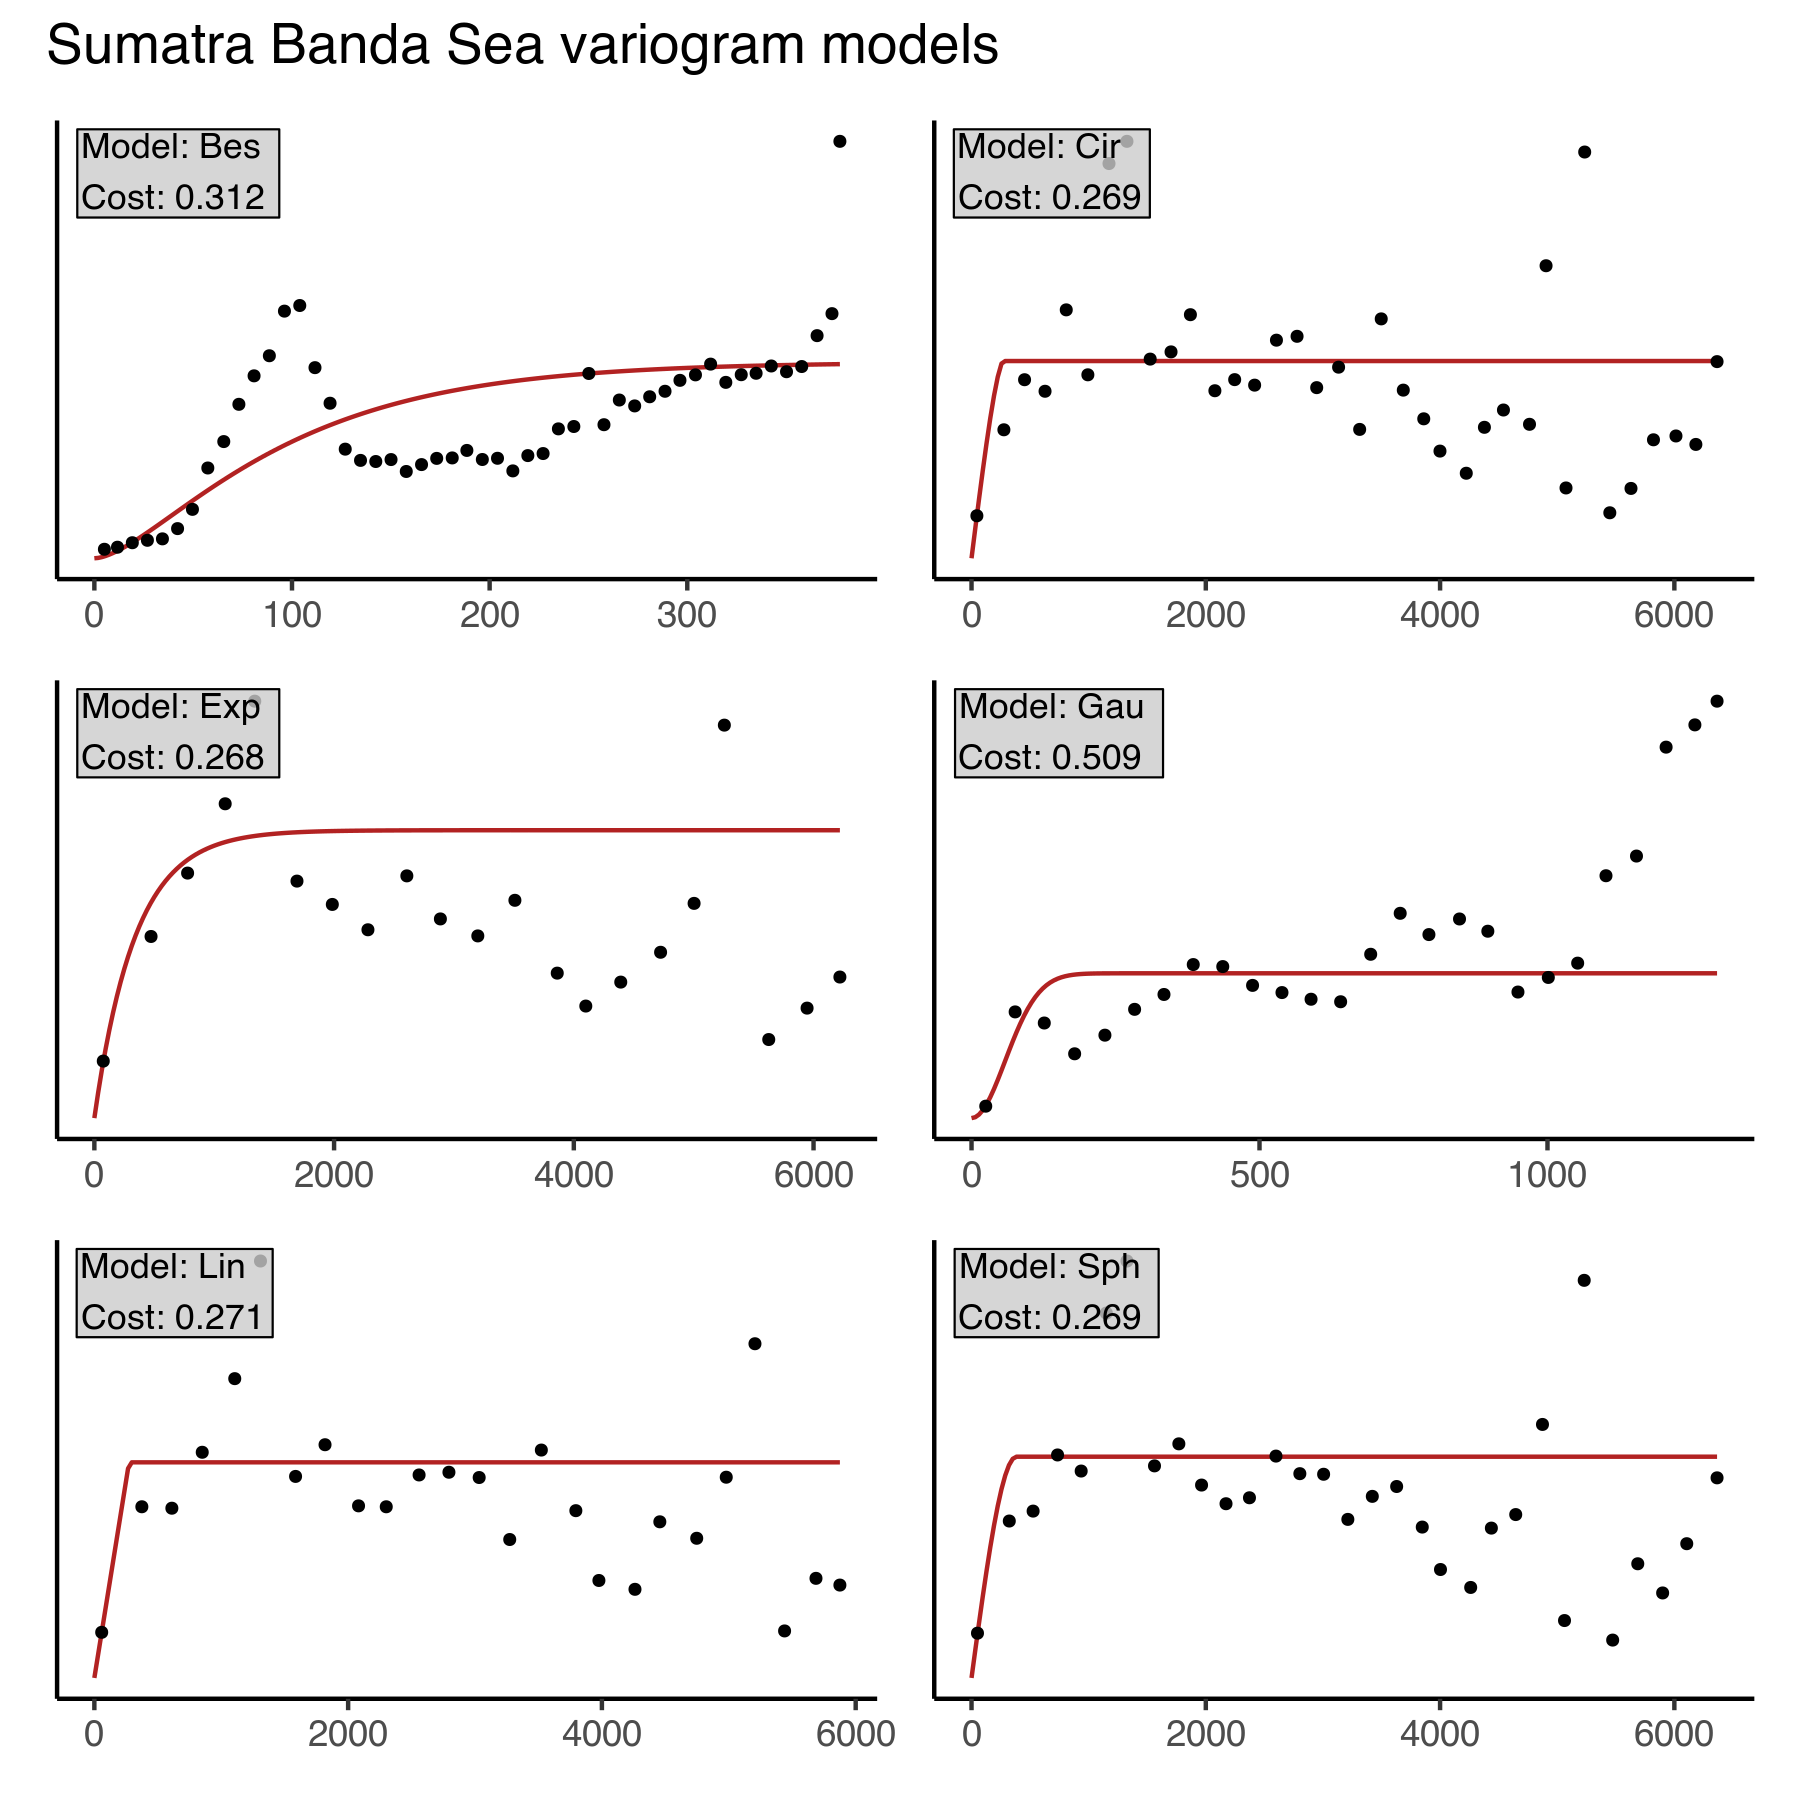 Sumatra Banda Sea variogram models
Model: Bes
Cost: 0.312
0 100 200 300
Model: Cir
Cost: 0.269
0 2000 4000 6000
Model: Exp
Cost: 0.268
0 2000 4000 6000
Model: Gau
Cost: 0.509
0 500 1000
Model: Lin
Cost: 0.271
0 2000 4000 6000
Model: Sph
Cost: 0.269
0 2000 4000 6000